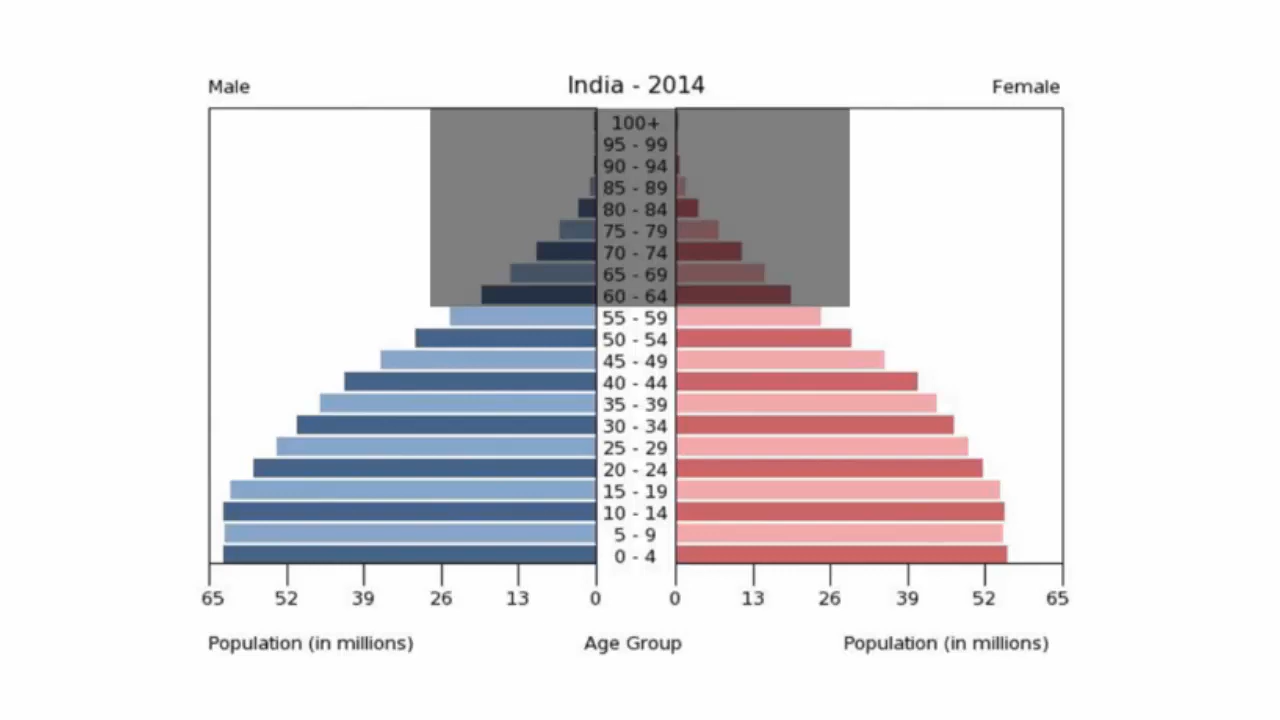 Male India - 2014 Female
100+
95 - 99
90 - 94
85 - 89
80 - 84
75 - 79
70 - 74
65 - 69
60 - 64
55 - 59
50 - 54
45 - 49
40 - 44
35 - 39
30 - 34
25 - 29
20 - 24
15 - 19
10 - 14
5 - 9
0 - 4
65 52 39 26 13 0 0 13 26 39 52 65
Population (in millions) Age Group Population (in millions)